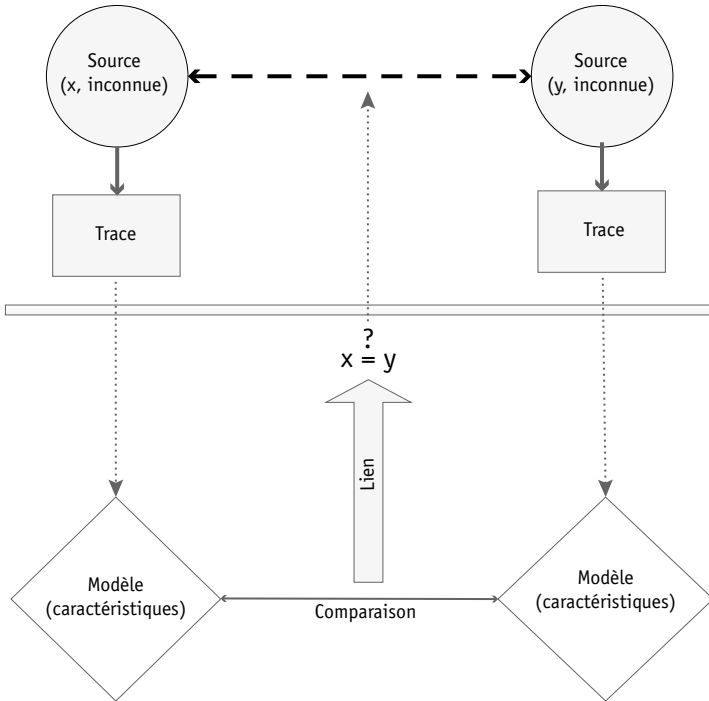 Source
(x, inconnue)
Source
(y, inconnue)
Trace
Trace
?
x = y
Lien
Modèle
(caractéristiques)
Modèle
(caractéristiques)
Comparaison